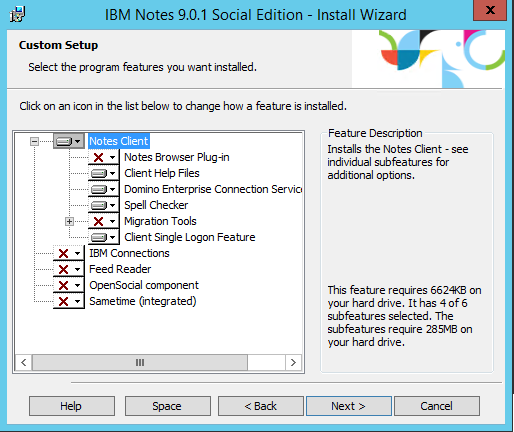 IBM Notes 9.0.1 Social Edition - Install Wizard
x
Custom Setup
Select the program features you want installed.
Click on an icon in the list below to change how a feature is installed.
Notes Client
Notes Browser Plug-in
Client Help Files
Domino Enterprise Connection Service
Spell Checker
Migration Tools
Client Single Logon Feature
IBM Connections
Feed Reader
OpenSocial component
Sametime (integrated)
Feature Description
Installs the Notes Client - see
individual subfeatures for
additional options.
This feature requires 6624KB on
your hard drive. It has 4 of 6
subfeatures selected. The
subfeatures require 285MB on
your hard drive.
Help
Space
< Back
Next >
Cancel